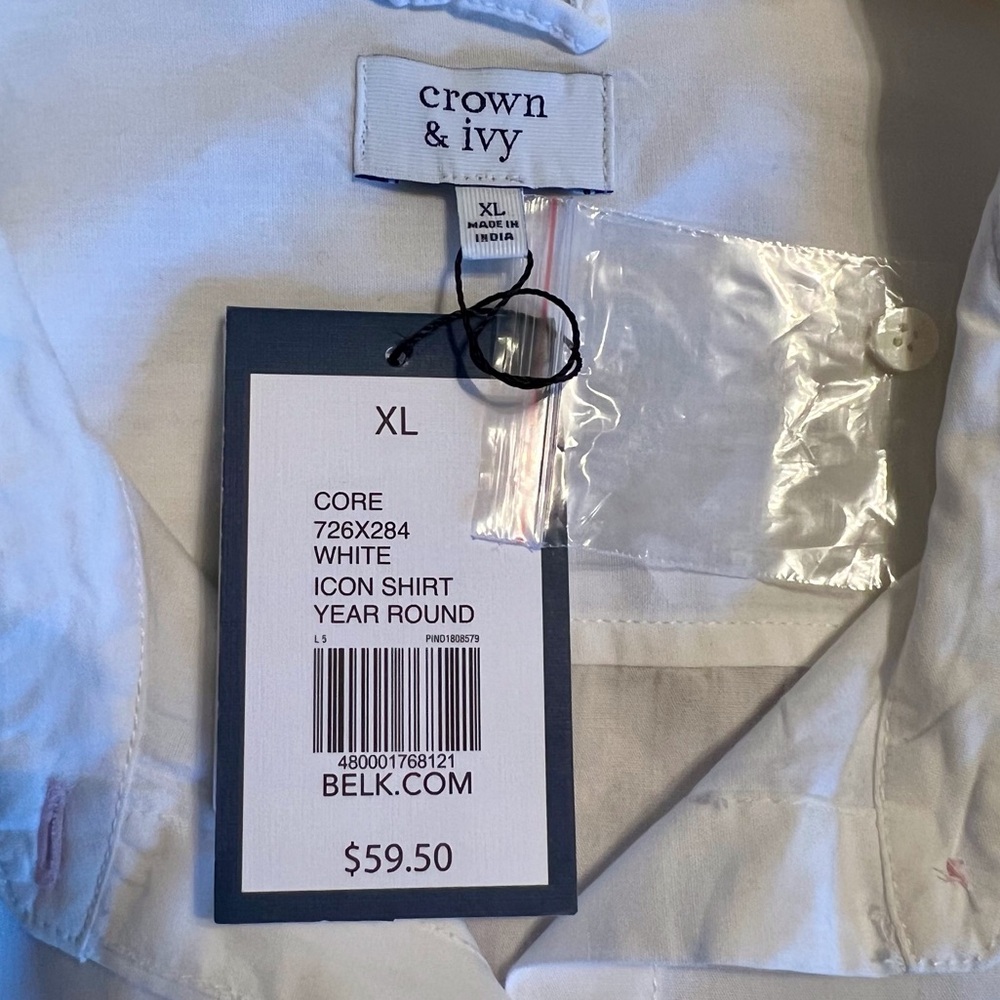 crown
& ivy
XL
MADE IN
INDIA
XL
CORE
726X284
WHITE
ICON SHIRT
YEAR ROUND
L 5 PIND1808579
480001768121
BELK.COM
$59.50